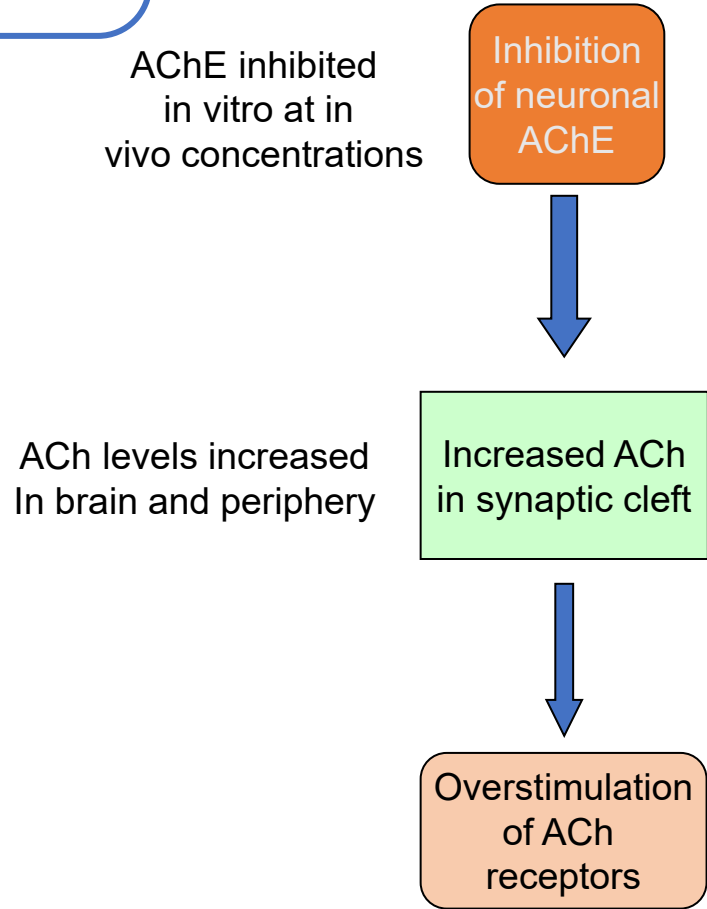 AChE inhibited
in vitro at in
vivo concentrations
Inhibition
of neuronal
AChE
ACh levels increased
In brain and periphery
Increased ACh
in synaptic cleft
Overstimulation
of ACh
receptors